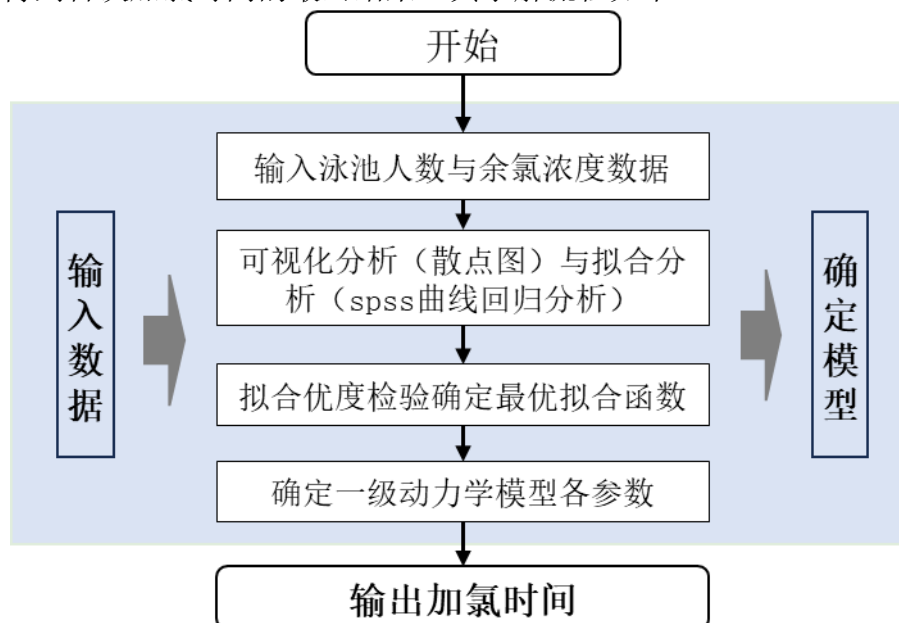 开始
输入泳池人数与余氯浓度数据
可视化分析（散点图）与拟合分
析（spss曲线回归分析）
输入数据
确定模型
拟合优度检验确定最优拟合函数
确定一级动力学模型各参数
输出加氯时间